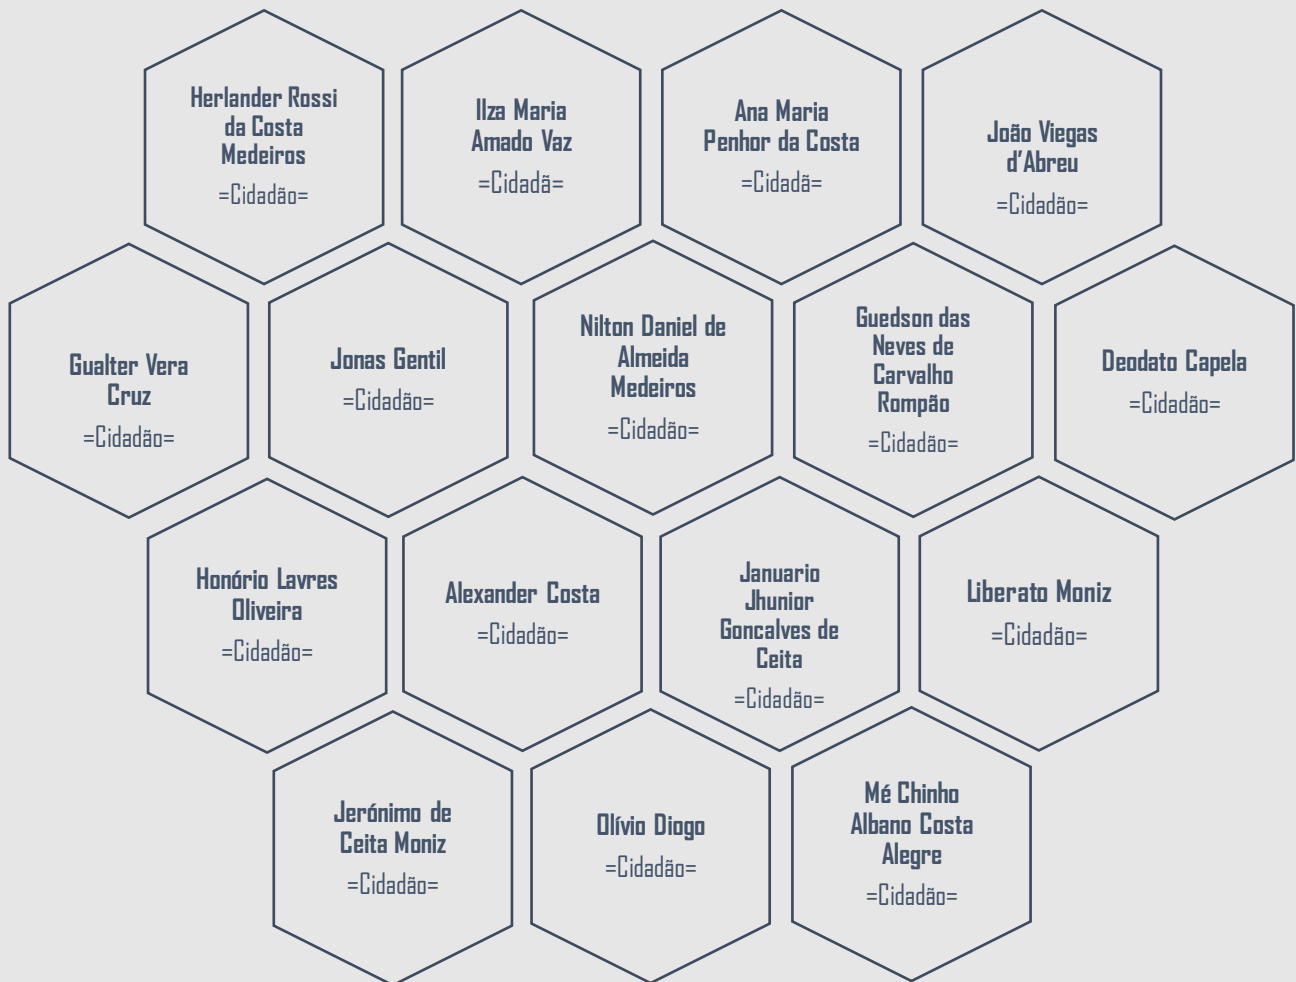 Herlander Rossi
da Costa
Medeiros
=Cidadão=
Ilza Maria
Amado Vaz
=Cidadã=
Ana Maria
Penhor da Costa
=Cidadã=
João Viegas
d'Abreu
=Cidadão=
Gualter Vera
Cruz
=Cidadão=
Jonas Gentil
=Cidadão=
Nilton Daniel de
Almeida
Medeiros
=Cidadão=
Guedson das
Neves de
Carvalho
Rompão
=Cidadão=
Deodato Capela
=Cidadão=
Honório Lavres
Oliveira
=Cidadão=
Alexander Costa
=Cidadão=
Januario
Jhunior
Goncalves de
Ceita
=Cidadão=
Liberato Moniz
=Cidadão=
Jerónimo de
Ceita Moniz
=Cidadão=
Olívio Diogo
=Cidadão=
Mé Chinho
Albano Costa
Alegre
=Cidadão=